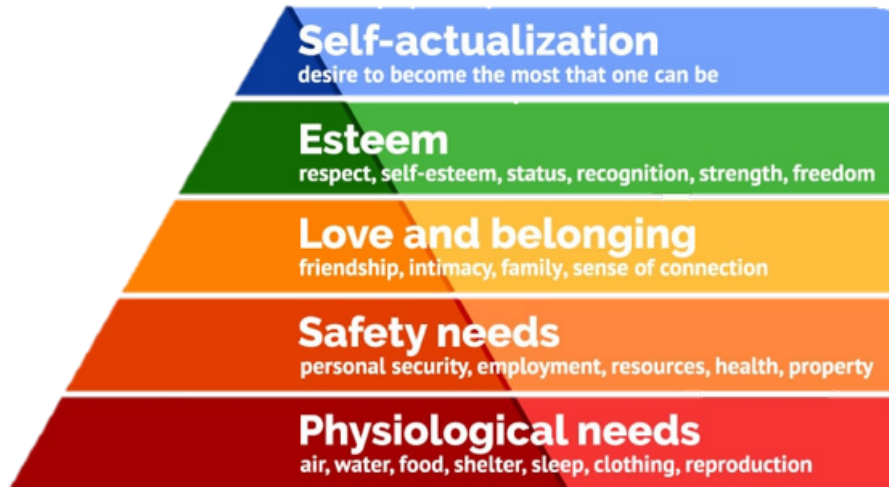 Self-actualization
desire to become the most that one can be
Esteem
respect, self-esteem, status, recognition, strength, freedom
Love and belonging
friendship, intimacy, family, sense of connection
Safety needs
personal security, employment, resources, health, property
Physiological needs
air, water, food, shelter, sleep, clothing, reproduction